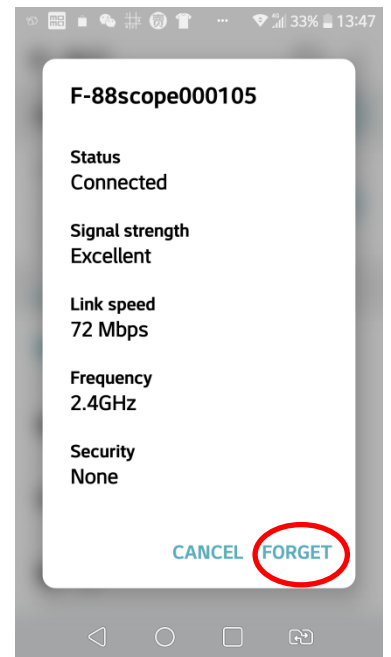 33% 13:47
F-88scope000105
Status
Connected
Signal strength
Excellent
Link speed
72 Mbps
Frequency
2.4GHz
Security
None
CANCEL FORGET